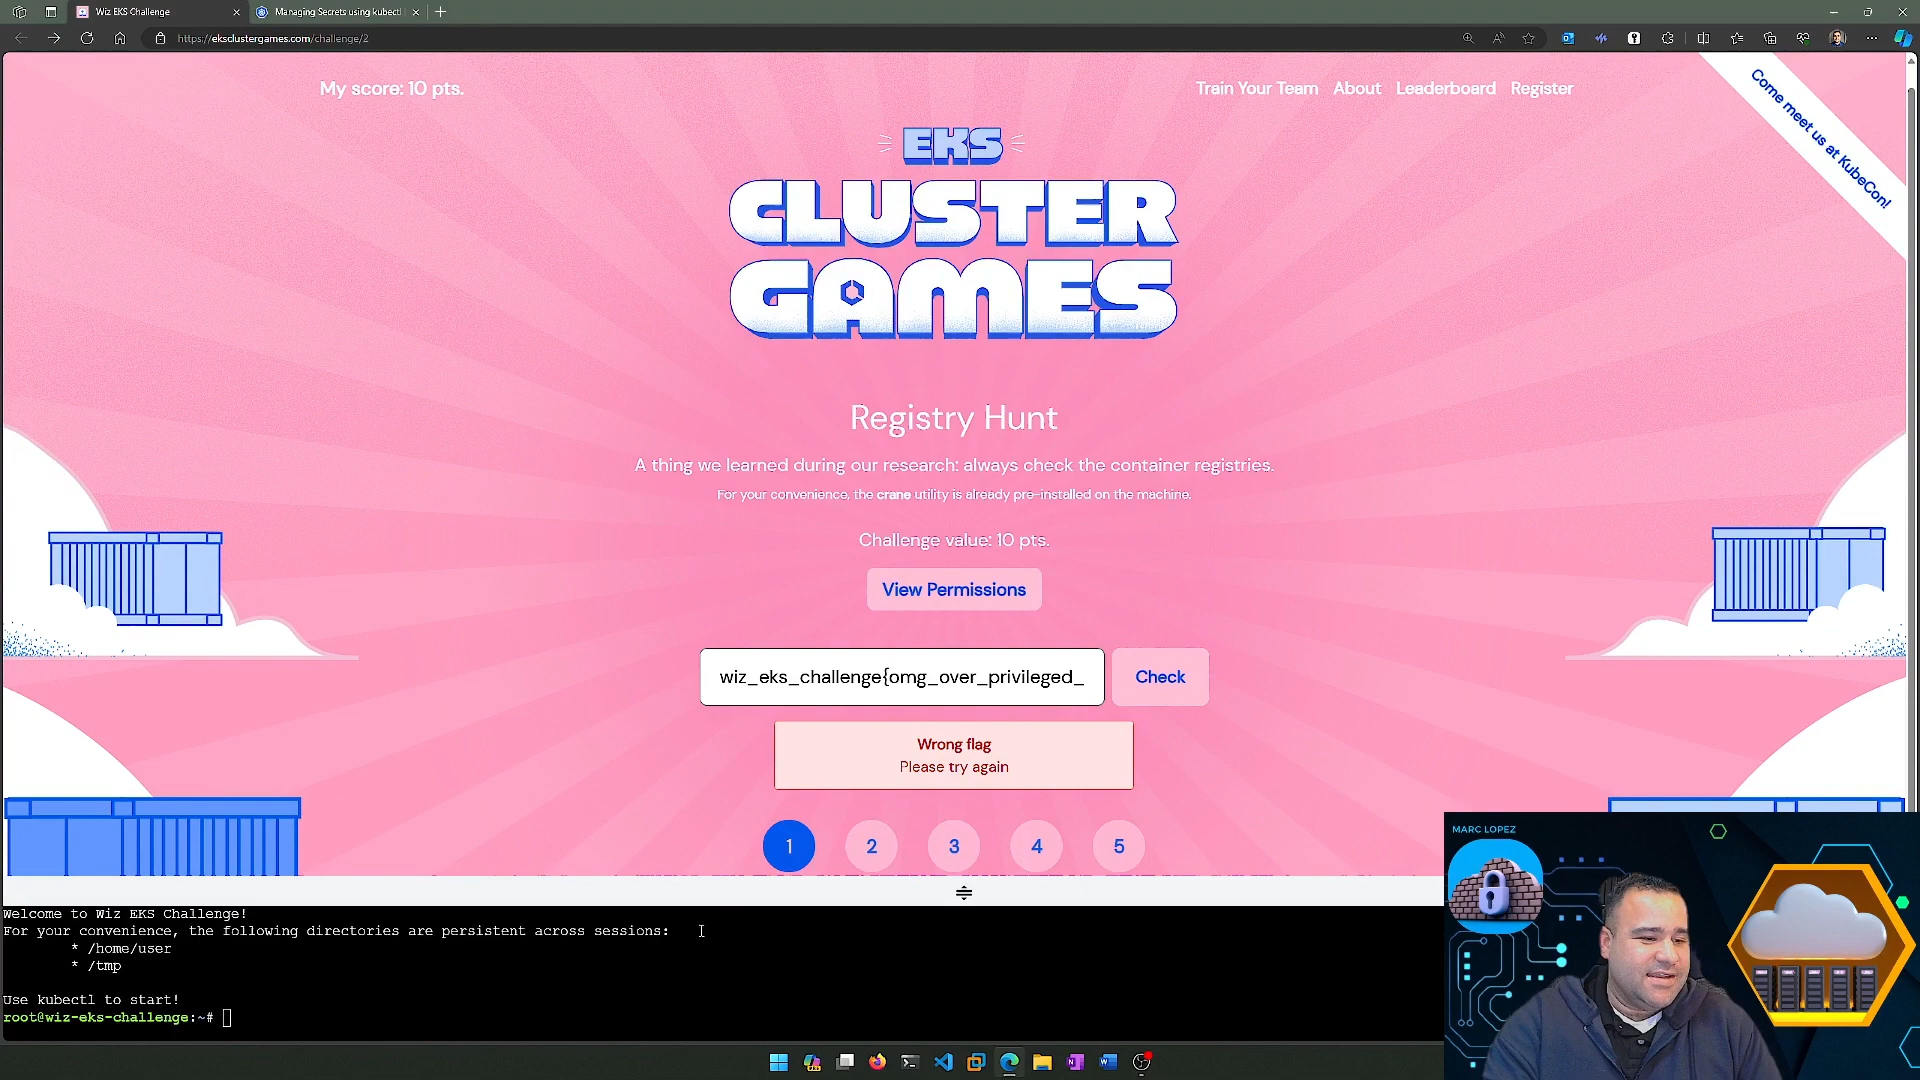 Wiz EKS Challenge
Managing Secrets using kubectl
https://eksclustergames.com/challenge/2
My score: 10 pts.
Train Your Team
About
Leaderboard
Register
Come meet us at KubeCon!
EKS
CLUSTER
GAMES
Registry Hunt
A thing we learned during our research: always check the container registries.
For your convenience, the crane utility is already pre-installed on the machine.
Challenge value: 10 pts.
View Permissions
wiz_eks_challenge{omg_over_privileged_
Check
Wrong flag
Please try again
1
2
3
4
5
Welcome to Wiz EKS Challenge!
For your convenience, the following directories are persistent across sessions:
* /home/user
* /tmp
Use kubectl to start!
root@wiz-eks-challenge:~#
MARC LOPEZ